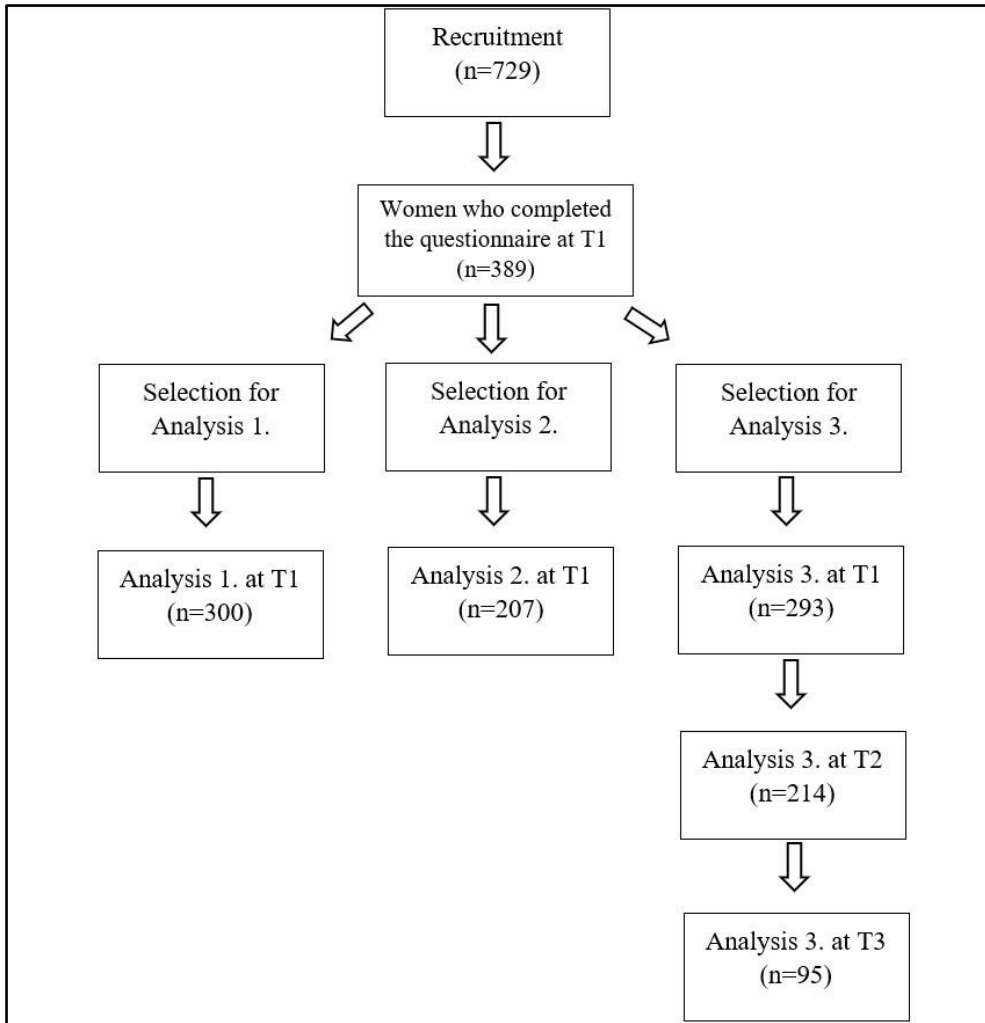 Recruitment
(n=729)
Women who completed
the questionnaire at T1
(n=389)
Selection for
Analysis 1.
Selection for
Analysis 2.
Selection for
Analysis 3.
Analysis 1. at T1
(n=300)
Analysis 2. at T1
(n=207)
Analysis 3. at T1
(n=293)
Analysis 3. at T2
(n=214)
Analysis 3. at T3
(n=95)